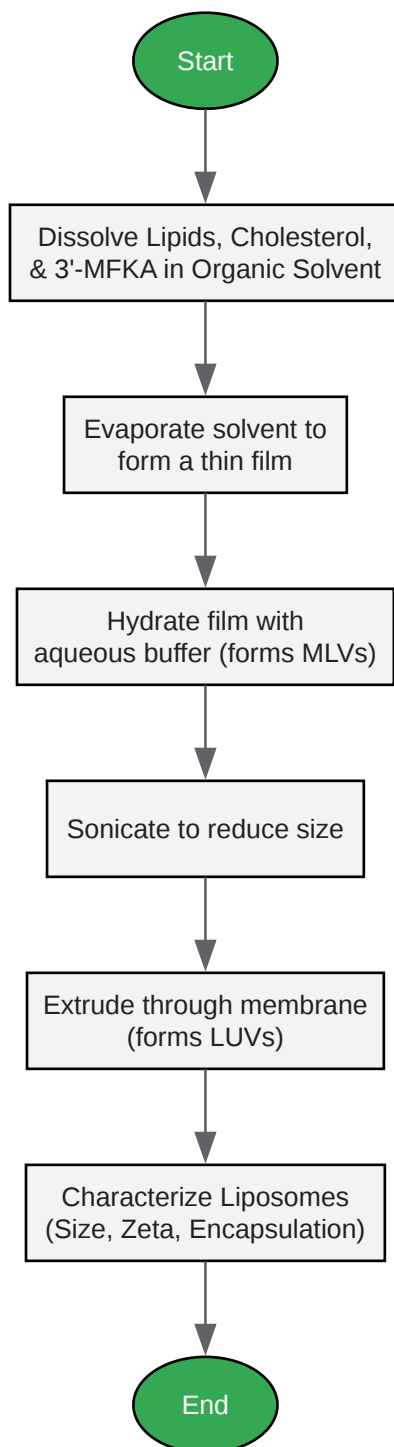 Start
Dissolve Lipids, Cholesterol,
& 3'-MFKA in Organic Solvent
Evaporate solvent to
form a thin film
Hydrate film with
aqueous buffer (forms MLVs)
Sonicate to reduce size
Extrude through membrane
(forms LUVs)
Characterize Liposomes
(Size, Zeta, Encapsulation)
End